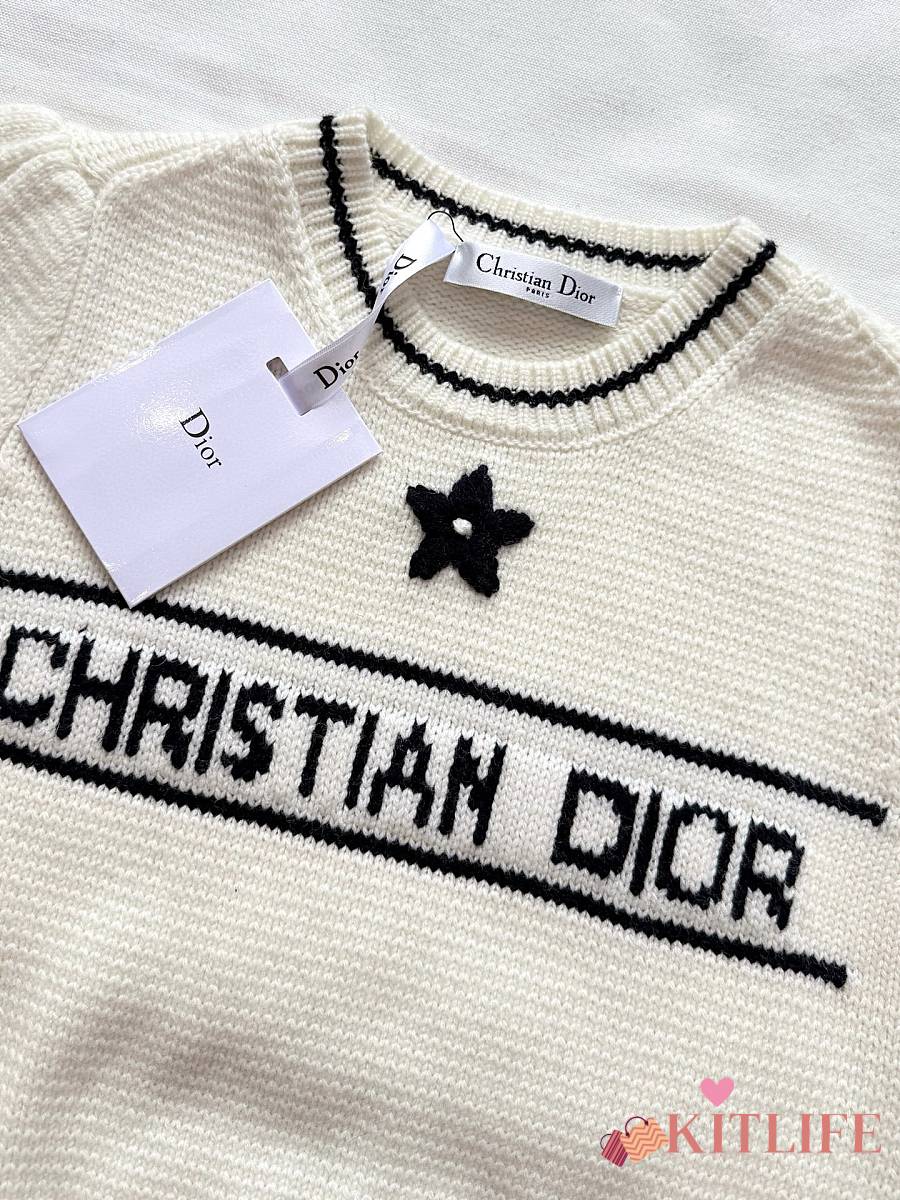 Christian Dior
PARIS
Dior
Dior
Dior
CHRISTIAN DIOR
KITLIFE